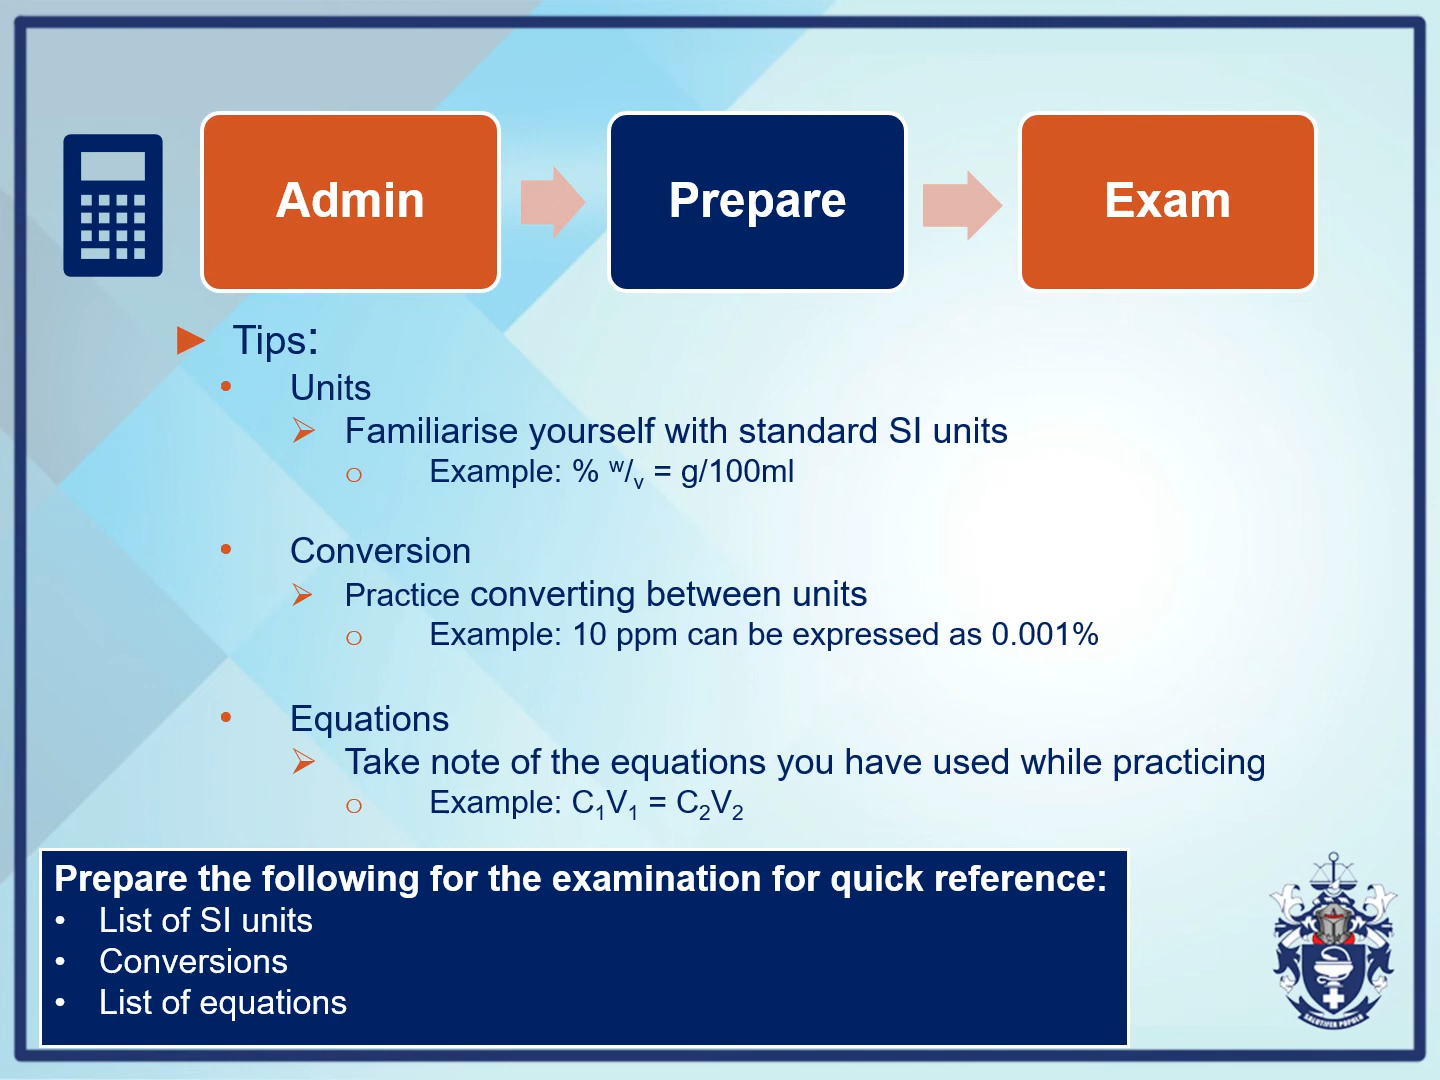 Admin
Prepare
Exam
► Tips:
• Units
➢ Familiarise yourself with standard SI units
o Example: % ʷ/ᵥ = g/100ml
• Conversion
➢ Practice converting between units
o Example: 10 ppm can be expressed as 0.001%
• Equations
➢ Take note of the equations you have used while practicing
o Example: C₁V₁ = C₂V₂
Prepare the following for the examination for quick reference:
• List of SI units
• Conversions
• List of equations
SALUTIFER POPULO